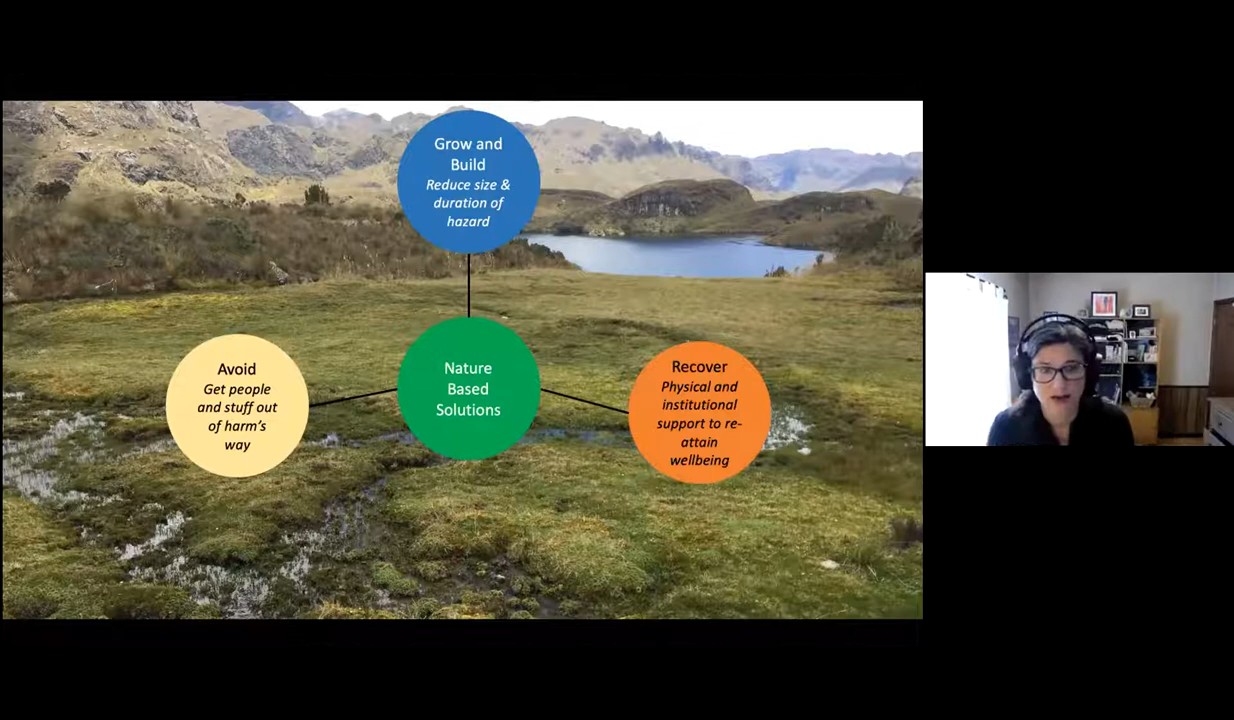 Grow and
Build
Reduce size &
duration of
hazard
Avoid
Get people
and stuff out
of harm's
way
Nature
Based
Solutions
Recover
Physical and
institutional
support to re-
attain
wellbeing